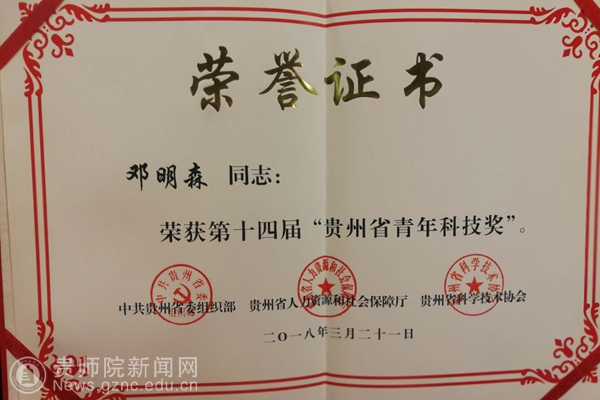 荣誉证书
邓明森 同志：
荣获第十四届“贵州省青年科技奖”。
中共贵州省委组织部 贵州省人力资源和社会保障厅 贵州省科学技术协会
二〇一八年三月二十一日
贵师院新闻网
News.gznc.edu.cn